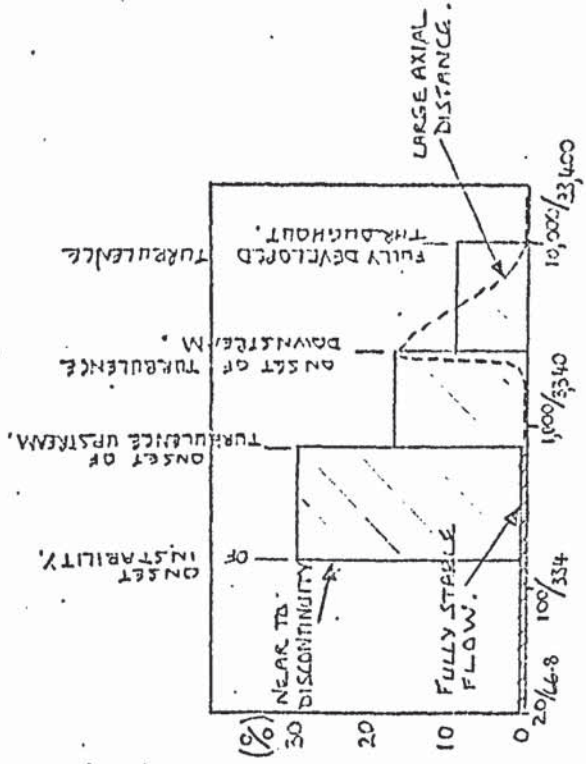 ONSET
OF
INSTABILITY.
ONSET OF
TURBULENCE UPSTREAM.
ONSET OF TURBULENCE
DOWNSTREAM.
FULLY DEVELOPED TURBULENCE
THROUGHOUT.
(%)
30
20
10
0
NEAR TO
DISCONTINUITY
FULLY STABLE
FLOW.
LARGE AXIAL
DISTANCE.
20/66.8
100/334
1,000/3340
10,000/33,400